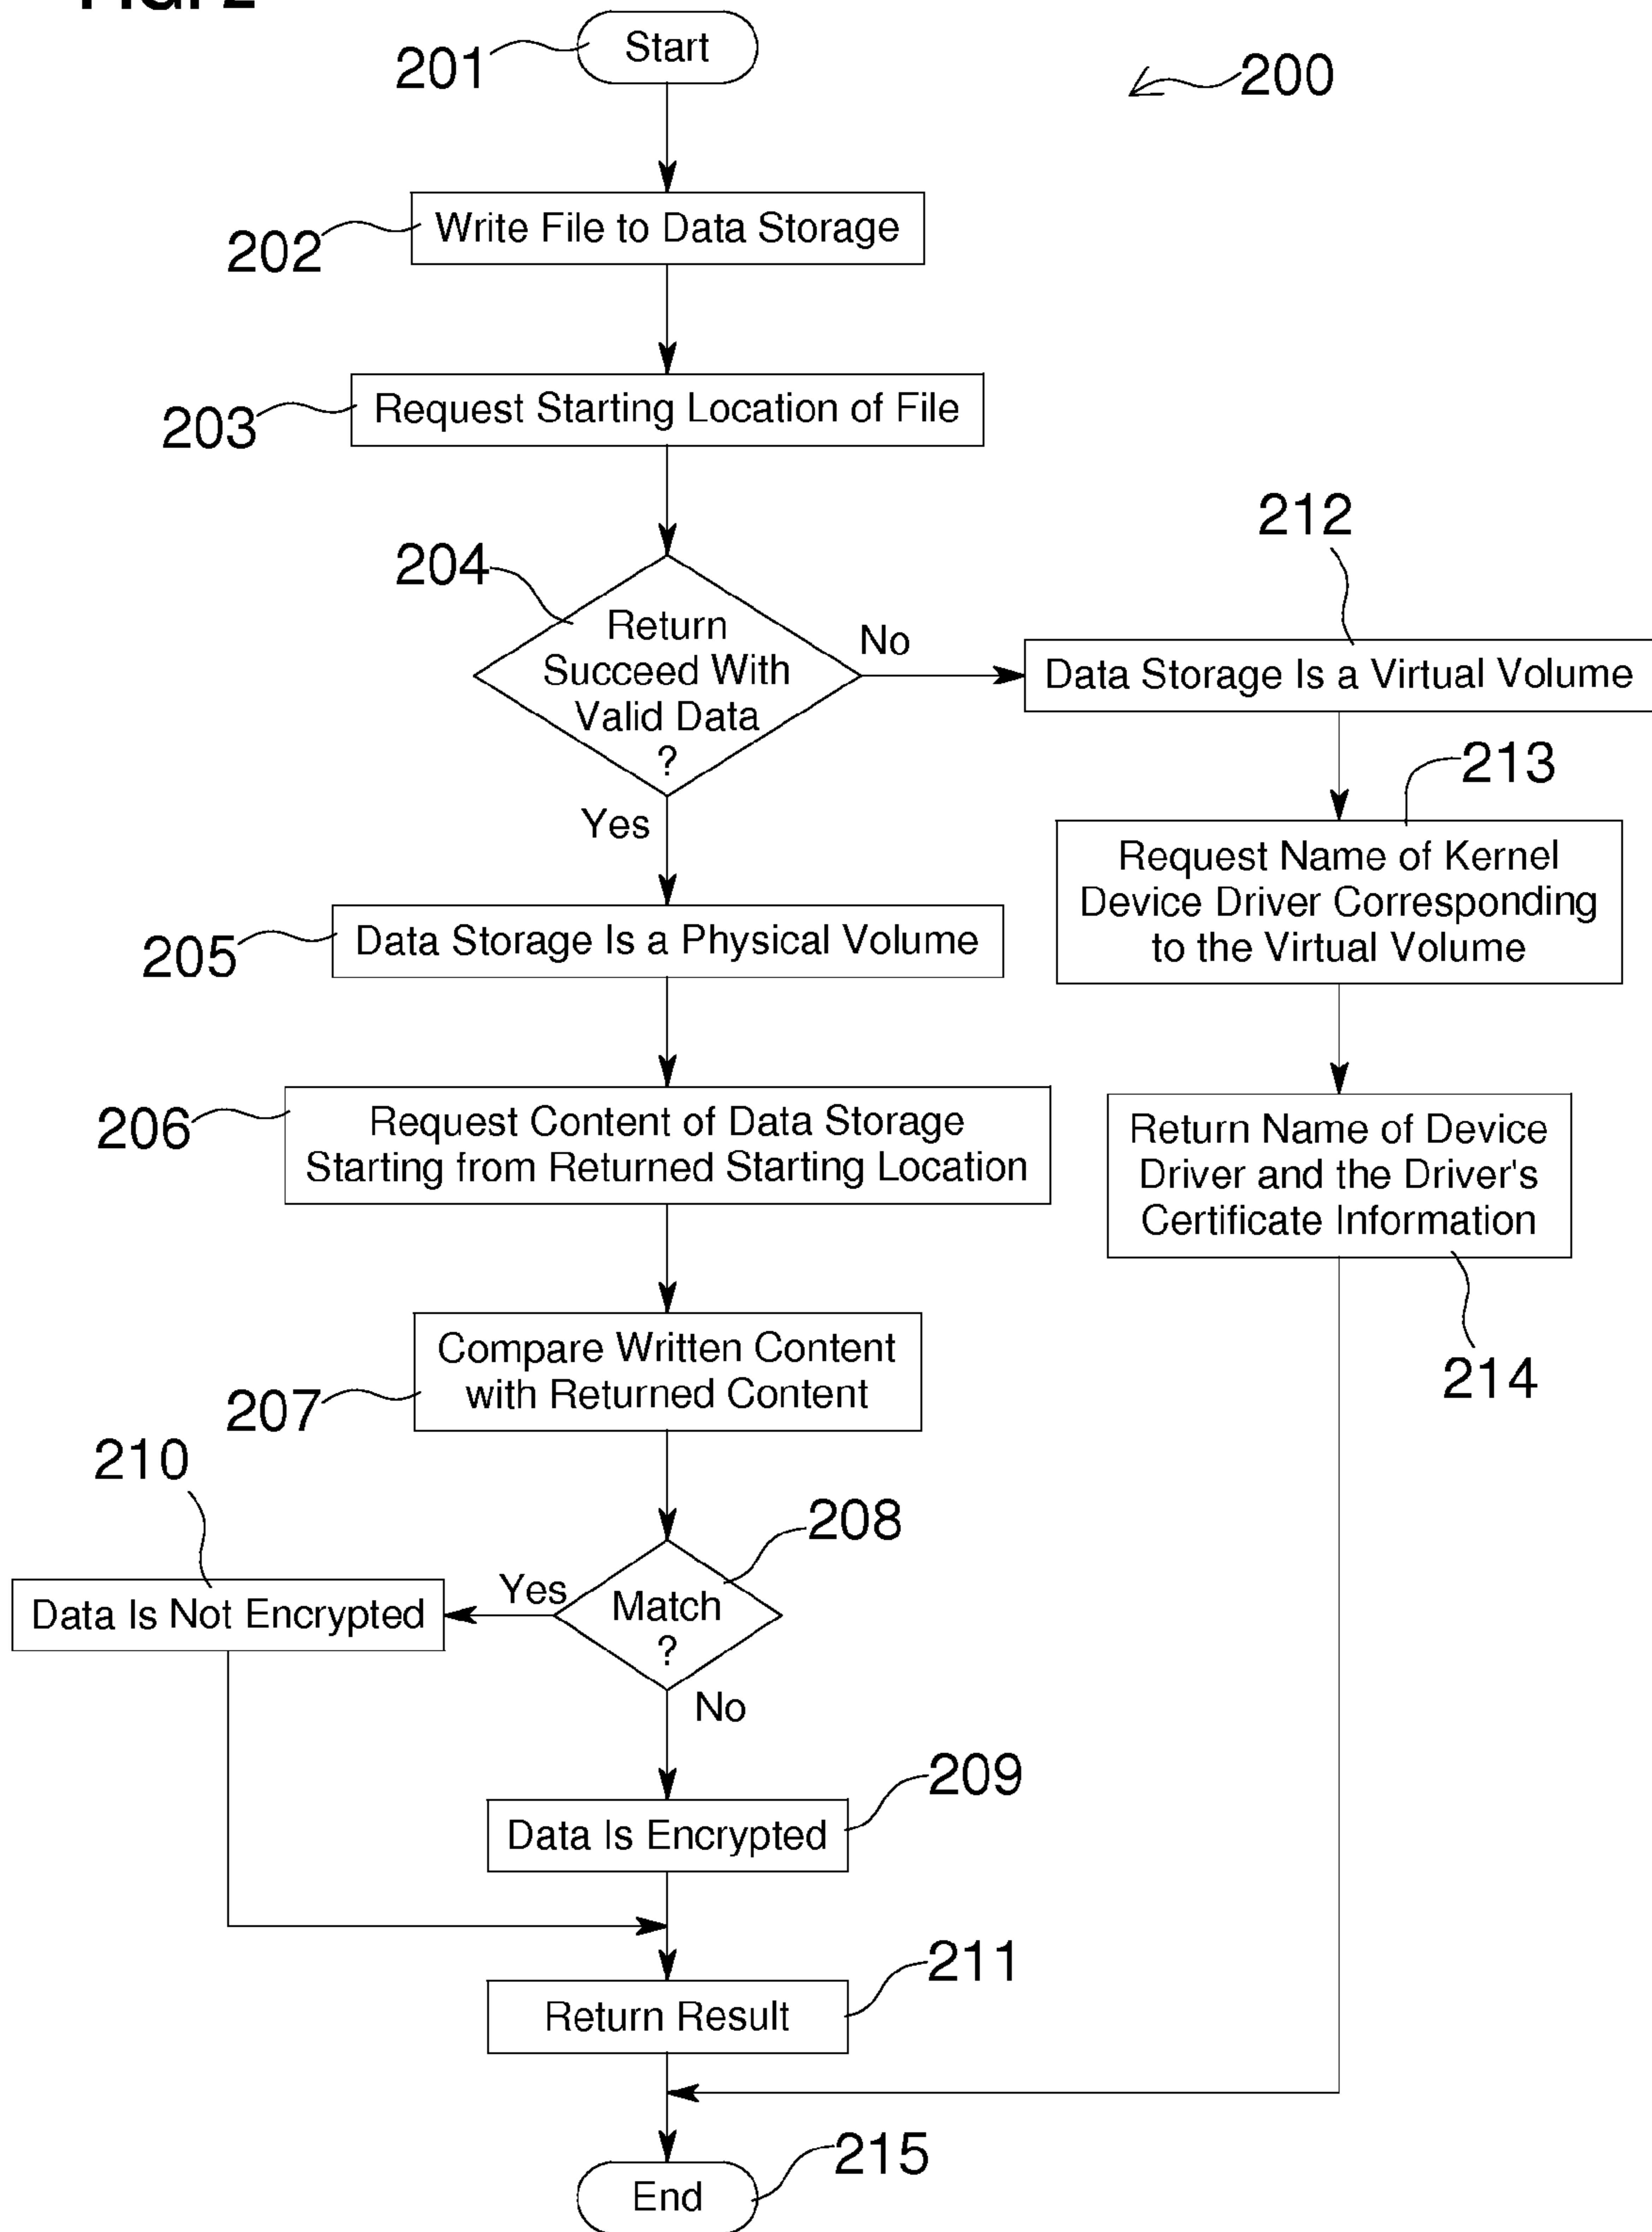 201
Start
200
202
Write File to Data Storage
203
Request Starting Location of File
204
Return
Succeed With
Valid Data
?
No
Yes
212
Data Storage Is a Virtual Volume
213
Request Name of Kernel
Device Driver Corresponding
to the Virtual Volume
205
Data Storage Is a Physical Volume
206
Request Content of Data Storage
Starting from Returned Starting Location
Return Name of Device
Driver and the Driver's
Certificate Information
214
207
Compare Written Content
with Returned Content
210
208
Data Is Not Encrypted
Yes
Match
?
No
209
Data Is Encrypted
211
Return Result
215
End